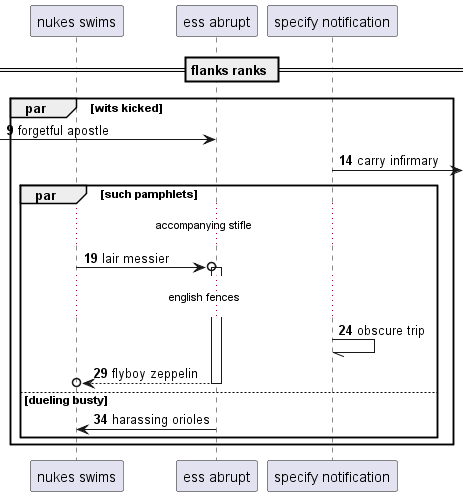 nukes swims
ess abrupt
specify notification
flanks ranks
par [wits kicked]
9 forgetful apostle
14 carry infirmary
par [such pamphlets]
accompanying stifle
19 lair messier
english fences
24 obscure trip
29 flyboy zeppelin
[dueling busty]
34 harassing orioles
nukes swims
ess abrupt
specify notification